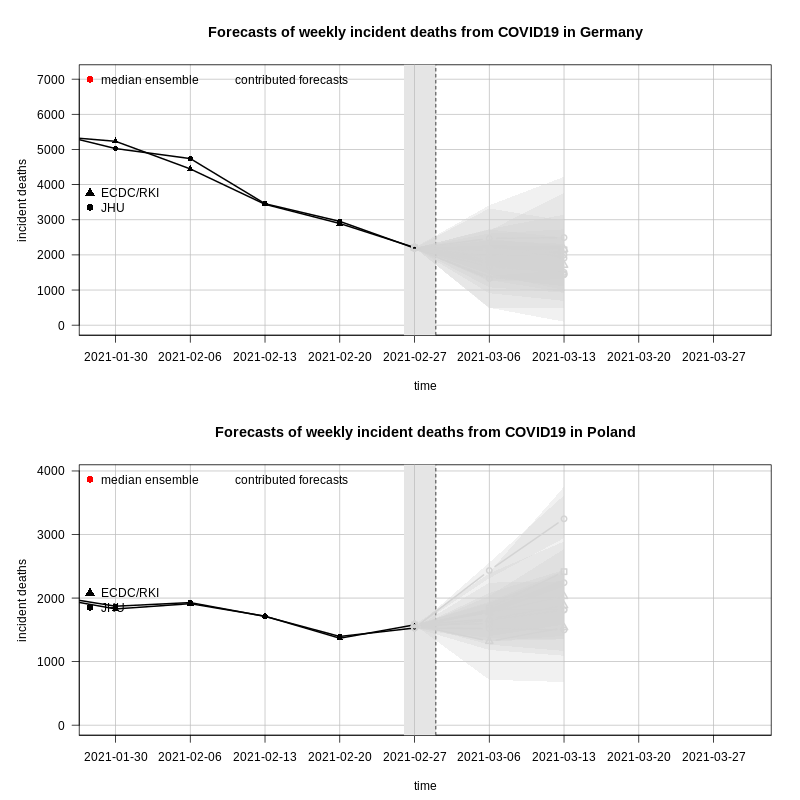 Forecasts of weekly incident deaths from COVID19 in Germany
7000
6000
5000
4000
3000
2000
1000
0
incident deaths
median ensemble
contributed forecasts
ECDC/RKI
JHU
2021-01-30 2021-02-06 2021-02-13 2021-02-20 2021-02-27 2021-03-06 2021-03-13 2021-03-20 2021-03-27
time
Forecasts of weekly incident deaths from COVID19 in Poland
4000
3000
2000
1000
0
incident deaths
median ensemble
contributed forecasts
ECDC/RKI
JHU
2021-01-30 2021-02-06 2021-02-13 2021-02-20 2021-02-27 2021-03-06 2021-03-13 2021-03-20 2021-03-27
time